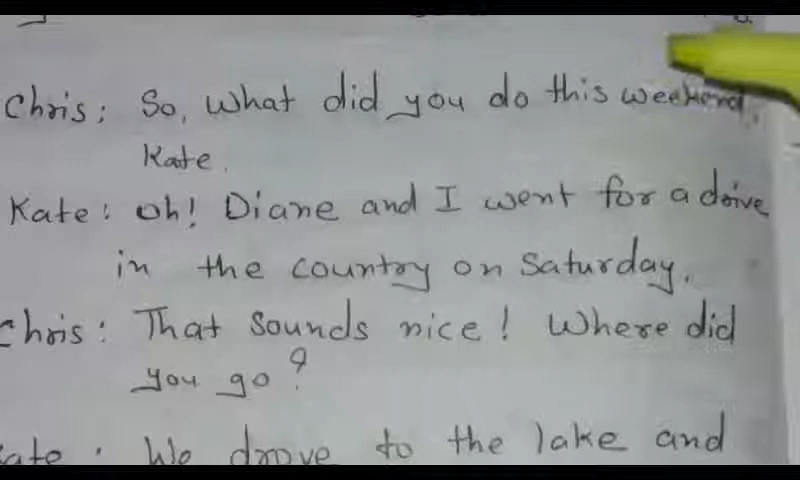 Chris: So, what did you do this weekend,
Kate.
Kate: oh! Diane and I went for a drive
in the country on Saturday.
Chris: That sounds nice! Where did
you go?
Kate: We drove to the lake and